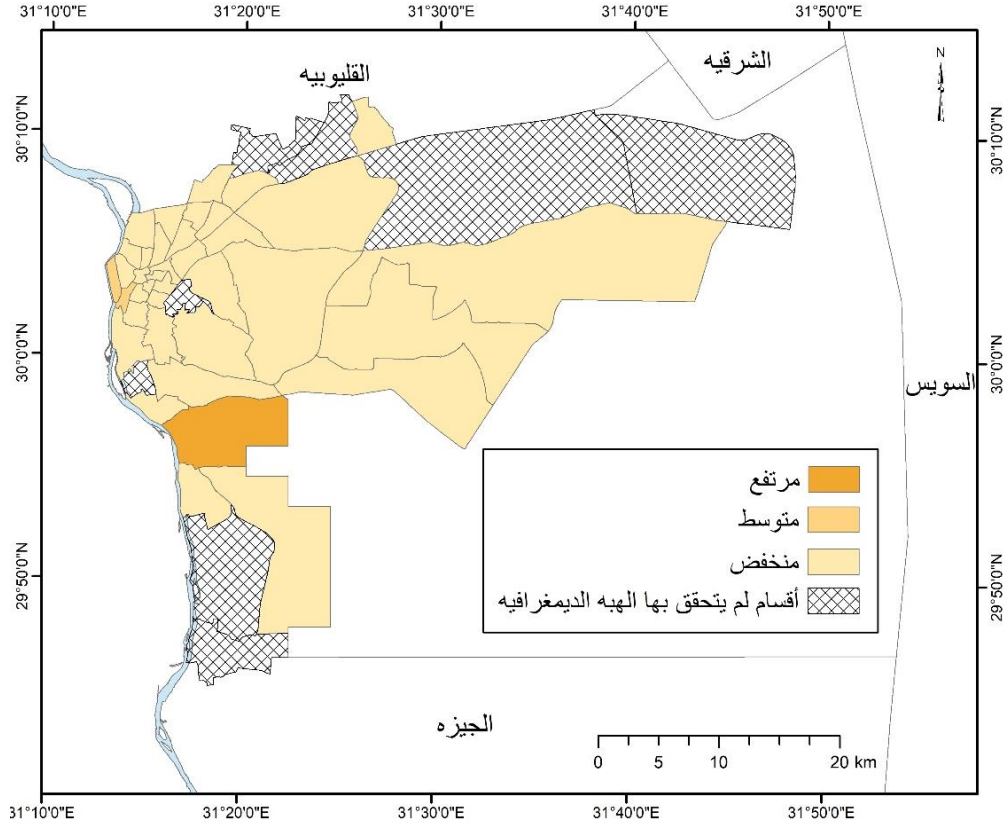 31°10'0"E 31°20'0"E 31°30'0"E 31°40'0"E 31°50'0"E
القليوبيه
الشرقيه
N
30°10'0"N 30°10'0"N
30°0'0"N 30°0'0"N
السويس
مرتفع
متوسط
منخفض
أقسام لم يتحقق بها الهبه الديمغرافيه
29°50'0"N 29°50'0"N
الجيزه
0 5 10 20 km
31°10'0"E 31°20'0"E 31°30'0"E 31°40'0"E 31°50'0"E